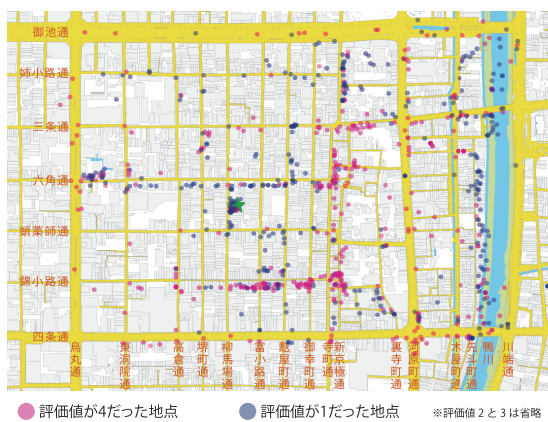 御池通
姉小路通
三条通
六角通
蛸薬師通
錦小路通
四条通
烏丸通
東洞院通
高倉通
堺町通
柳馬場通
富小路通
麩屋町通
御幸町通
寺町通
新京極通
裏寺町通
河原町通
木屋町通
先斗町通
鴨川
川端通
評価値が4だった地点
評価値が1だった地点
※評価値2と3は省略